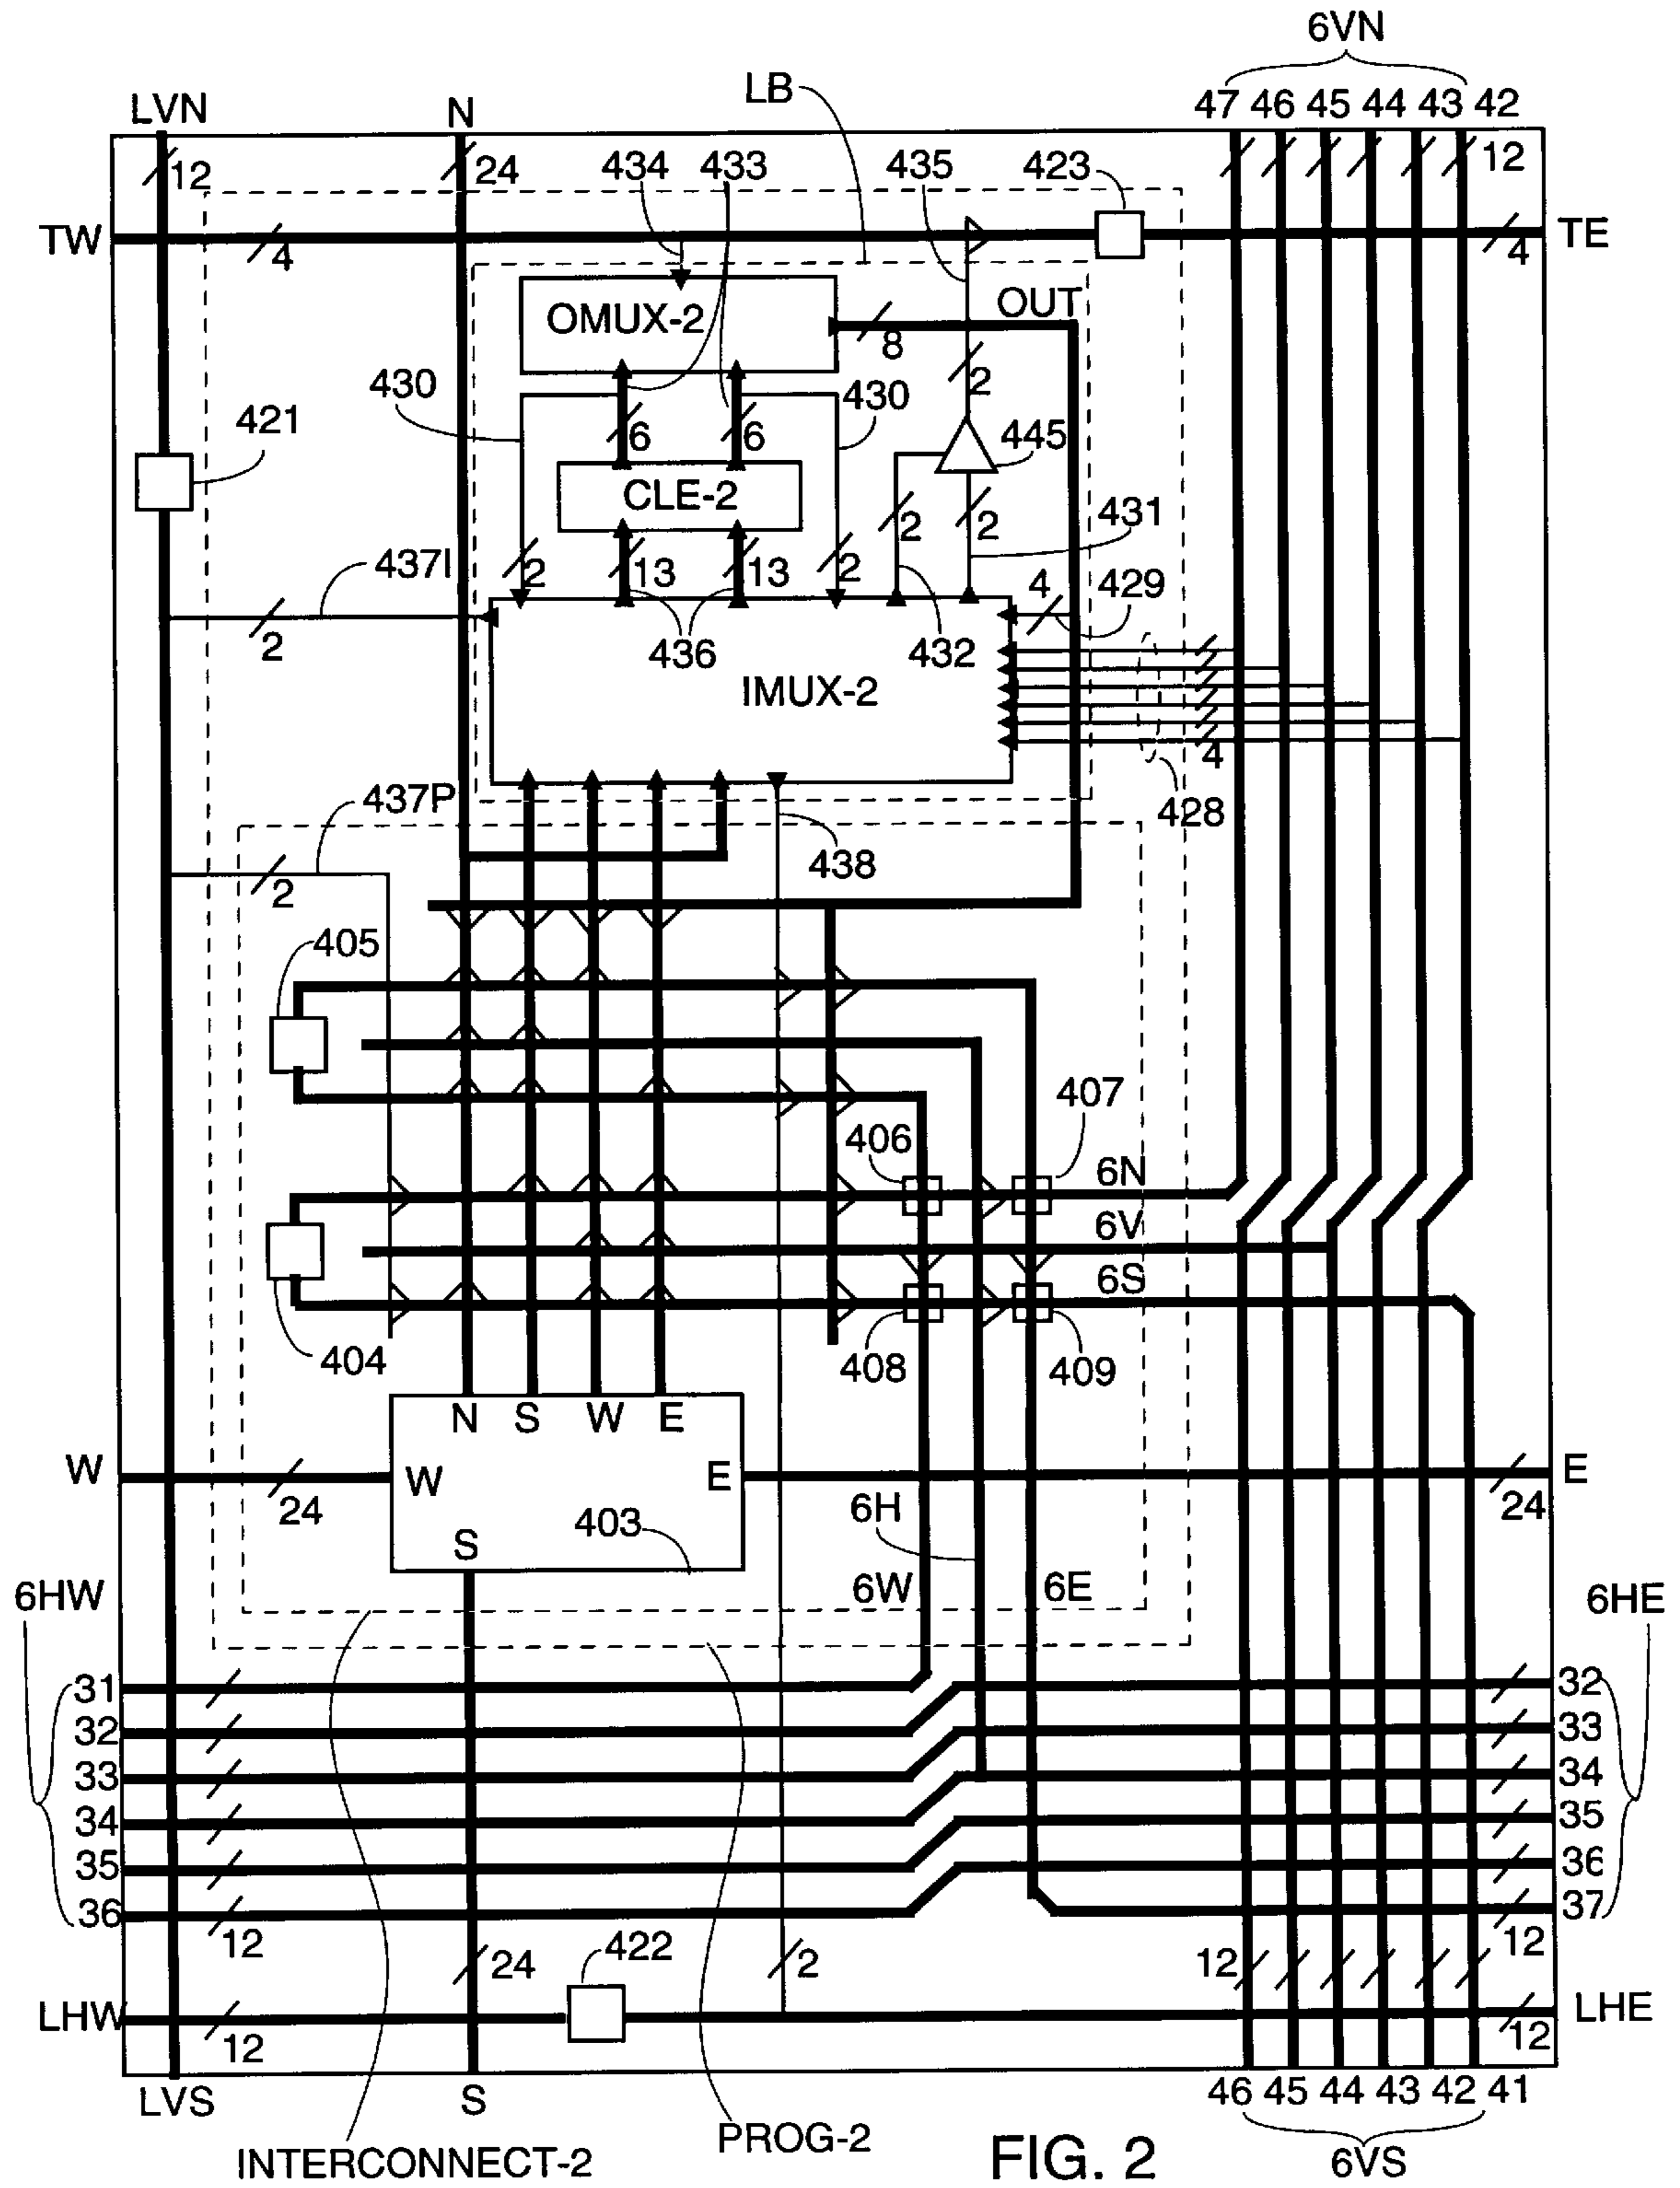 6VN
LVN N LB 47 46 45 44 43 42
12 24 434 433 435 423 12
TW 4 TE 4
OMUX-2 OUT
8
430 2 430
421 6 6 445
CLE-2
2 2 431
437I 2 13 13 2 4 429
2 436 432
IMUX-2
4
437P 428
2 438
405
407
406
6N
6V
6S
404 408 409
N S W E
W W E E
24 24
6H
403
S
6HW 6W 6E 6HE
31 32
32 33
33 34
34 35
35 36
36 37
12 12
422
24 2 12
LHW LHE
12 12
LVS S 46 45 44 43 42 41
INTERCONNECT-2 PROG-2 FIG. 2 6VS